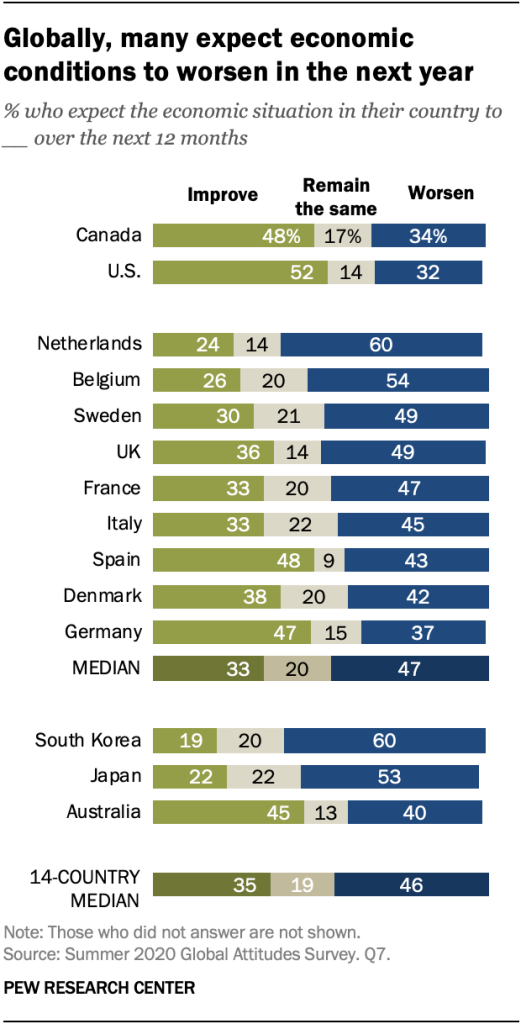 Globally, many expect economic
conditions to worsen in the next year
% who expect the economic situation in their country to
__ over the next 12 months
Improve Remain the same Worsen
Canada 48% 17% 34%
U.S. 52 14 32
Netherlands 24 14 60
Belgium 26 20 54
Sweden 30 21 49
UK 36 14 49
France 33 20 47
Italy 33 22 45
Spain 48 9 43
Denmark 38 20 42
Germany 47 15 37
MEDIAN 33 20 47
South Korea 19 20 60
Japan 22 22 53
Australia 45 13 40
14-COUNTRY
MEDIAN 35 19 46
Note: Those who did not answer are not shown.
Source: Summer 2020 Global Attitudes Survey. Q7.
PEW RESEARCH CENTER